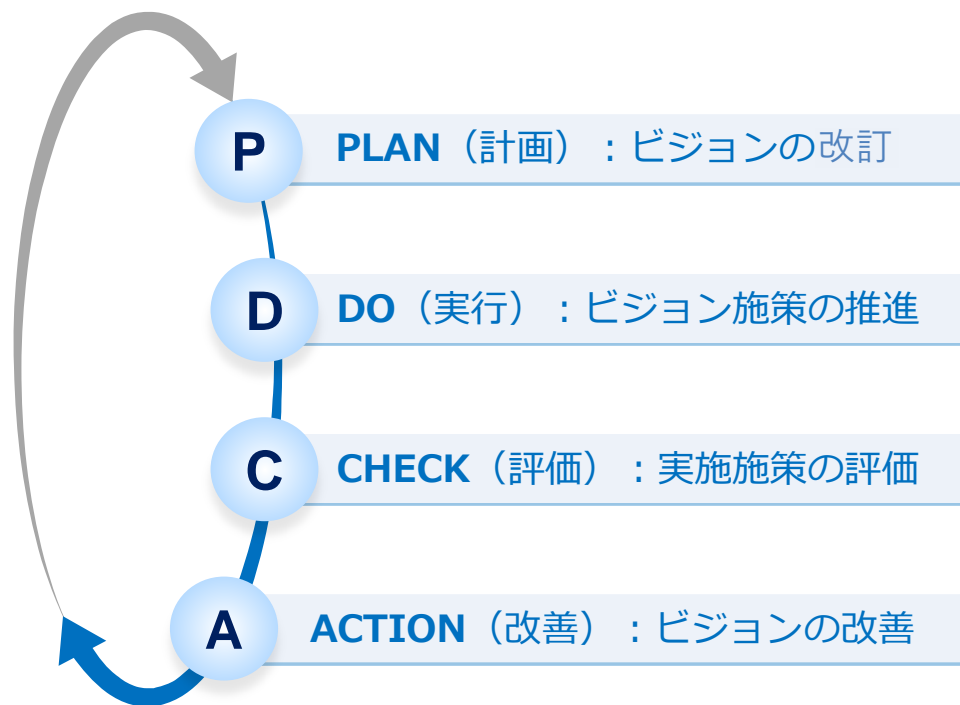 P
PLAN（計画）：ビジョンの改訂
D
DO（実行）：ビジョン施策の推進
C
CHECK（評価）：実施施策の評価
A
ACTION（改善）：ビジョンの改善